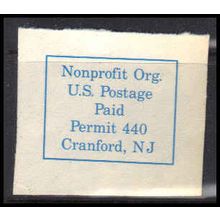 Nonprofit Org.
U.S. Postage
Paid
Permit 440
Cranford, NJ